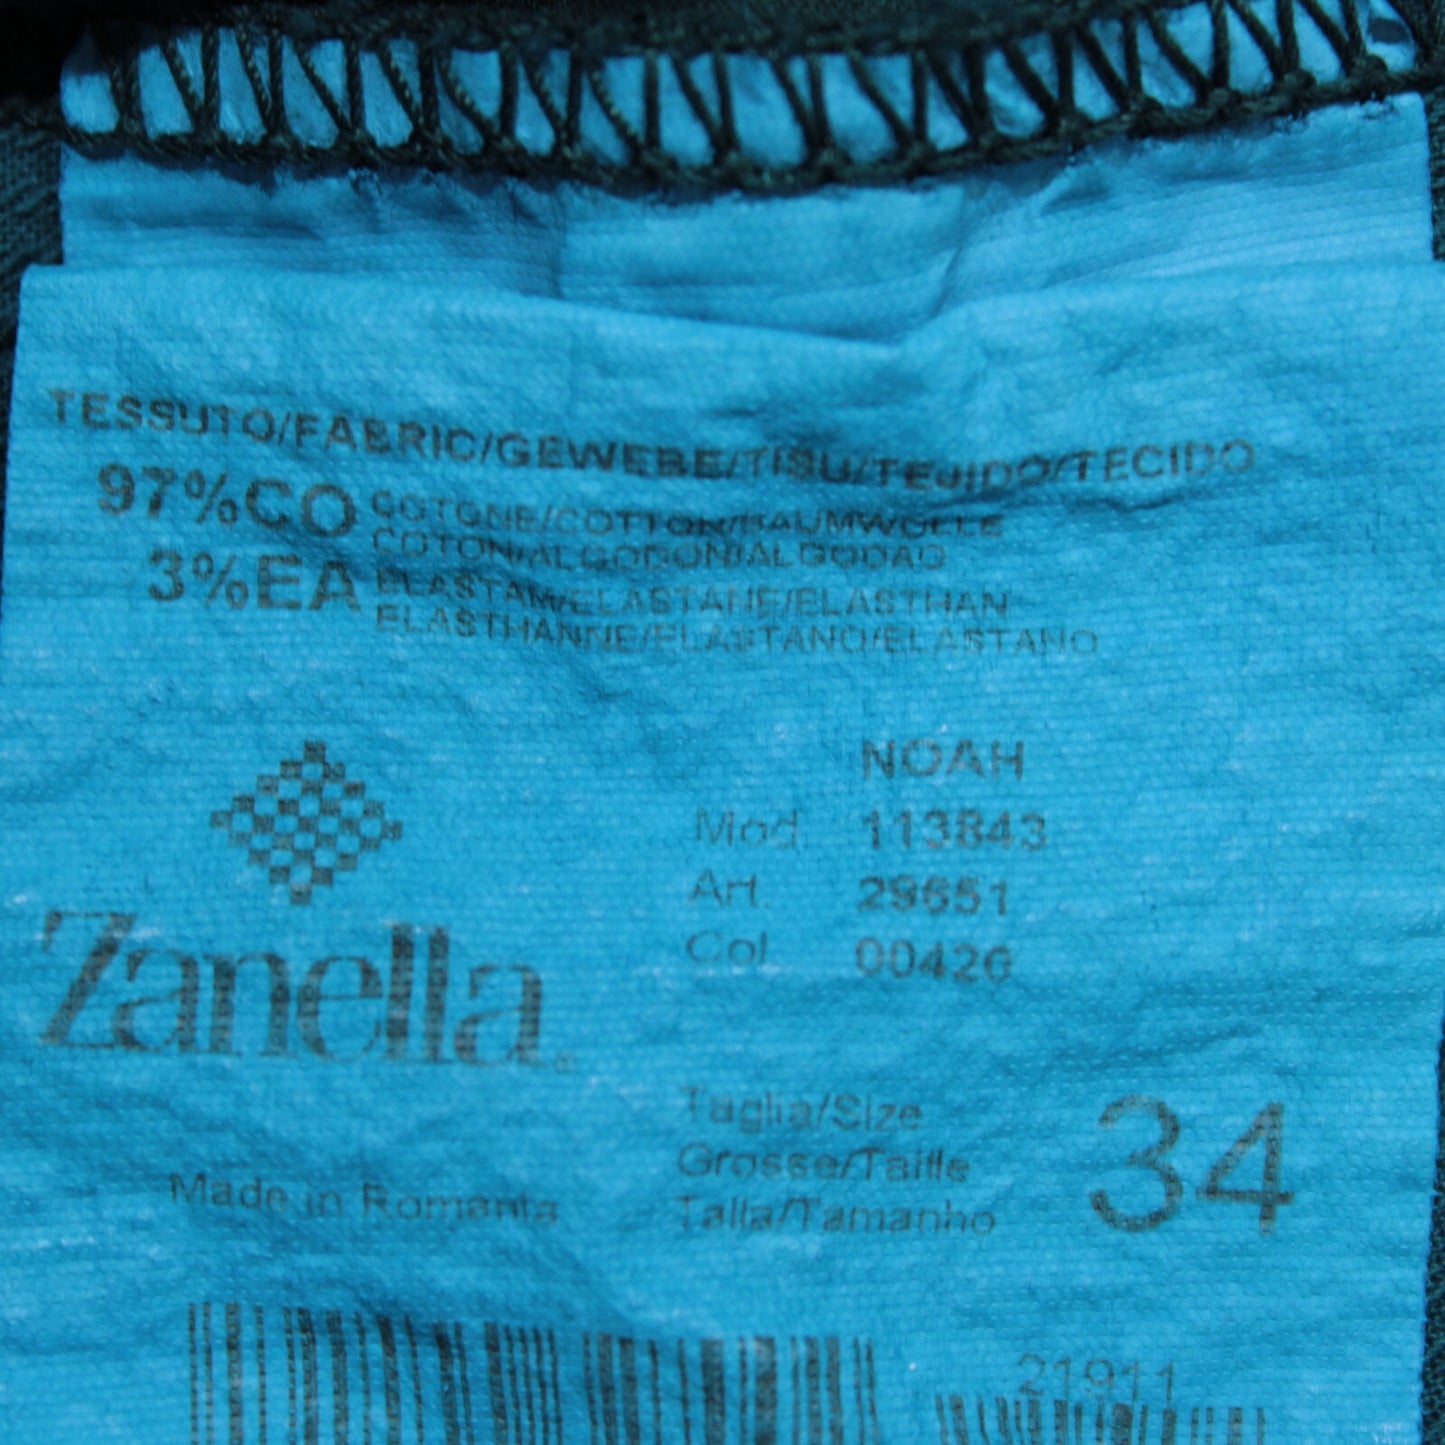 TESSUTO/FABRIC/GEWEBE/TISU/TEJIDO/TECIDO
97%CO COTONE/COTTON/BAUMWOLLE
COTON/ALGODON/ALGODAO
3%EA ELASTAM/ELASTANE/ELASTHAN
ELASTHANNE/ELASTANO/ELASTANO
NOAH
Mod. 113843
Art. 29651
Col. 00426
Zanella
Taglia/Size
Grosse/Taille
Talla/Tamanho
34
Made in Romania
21911